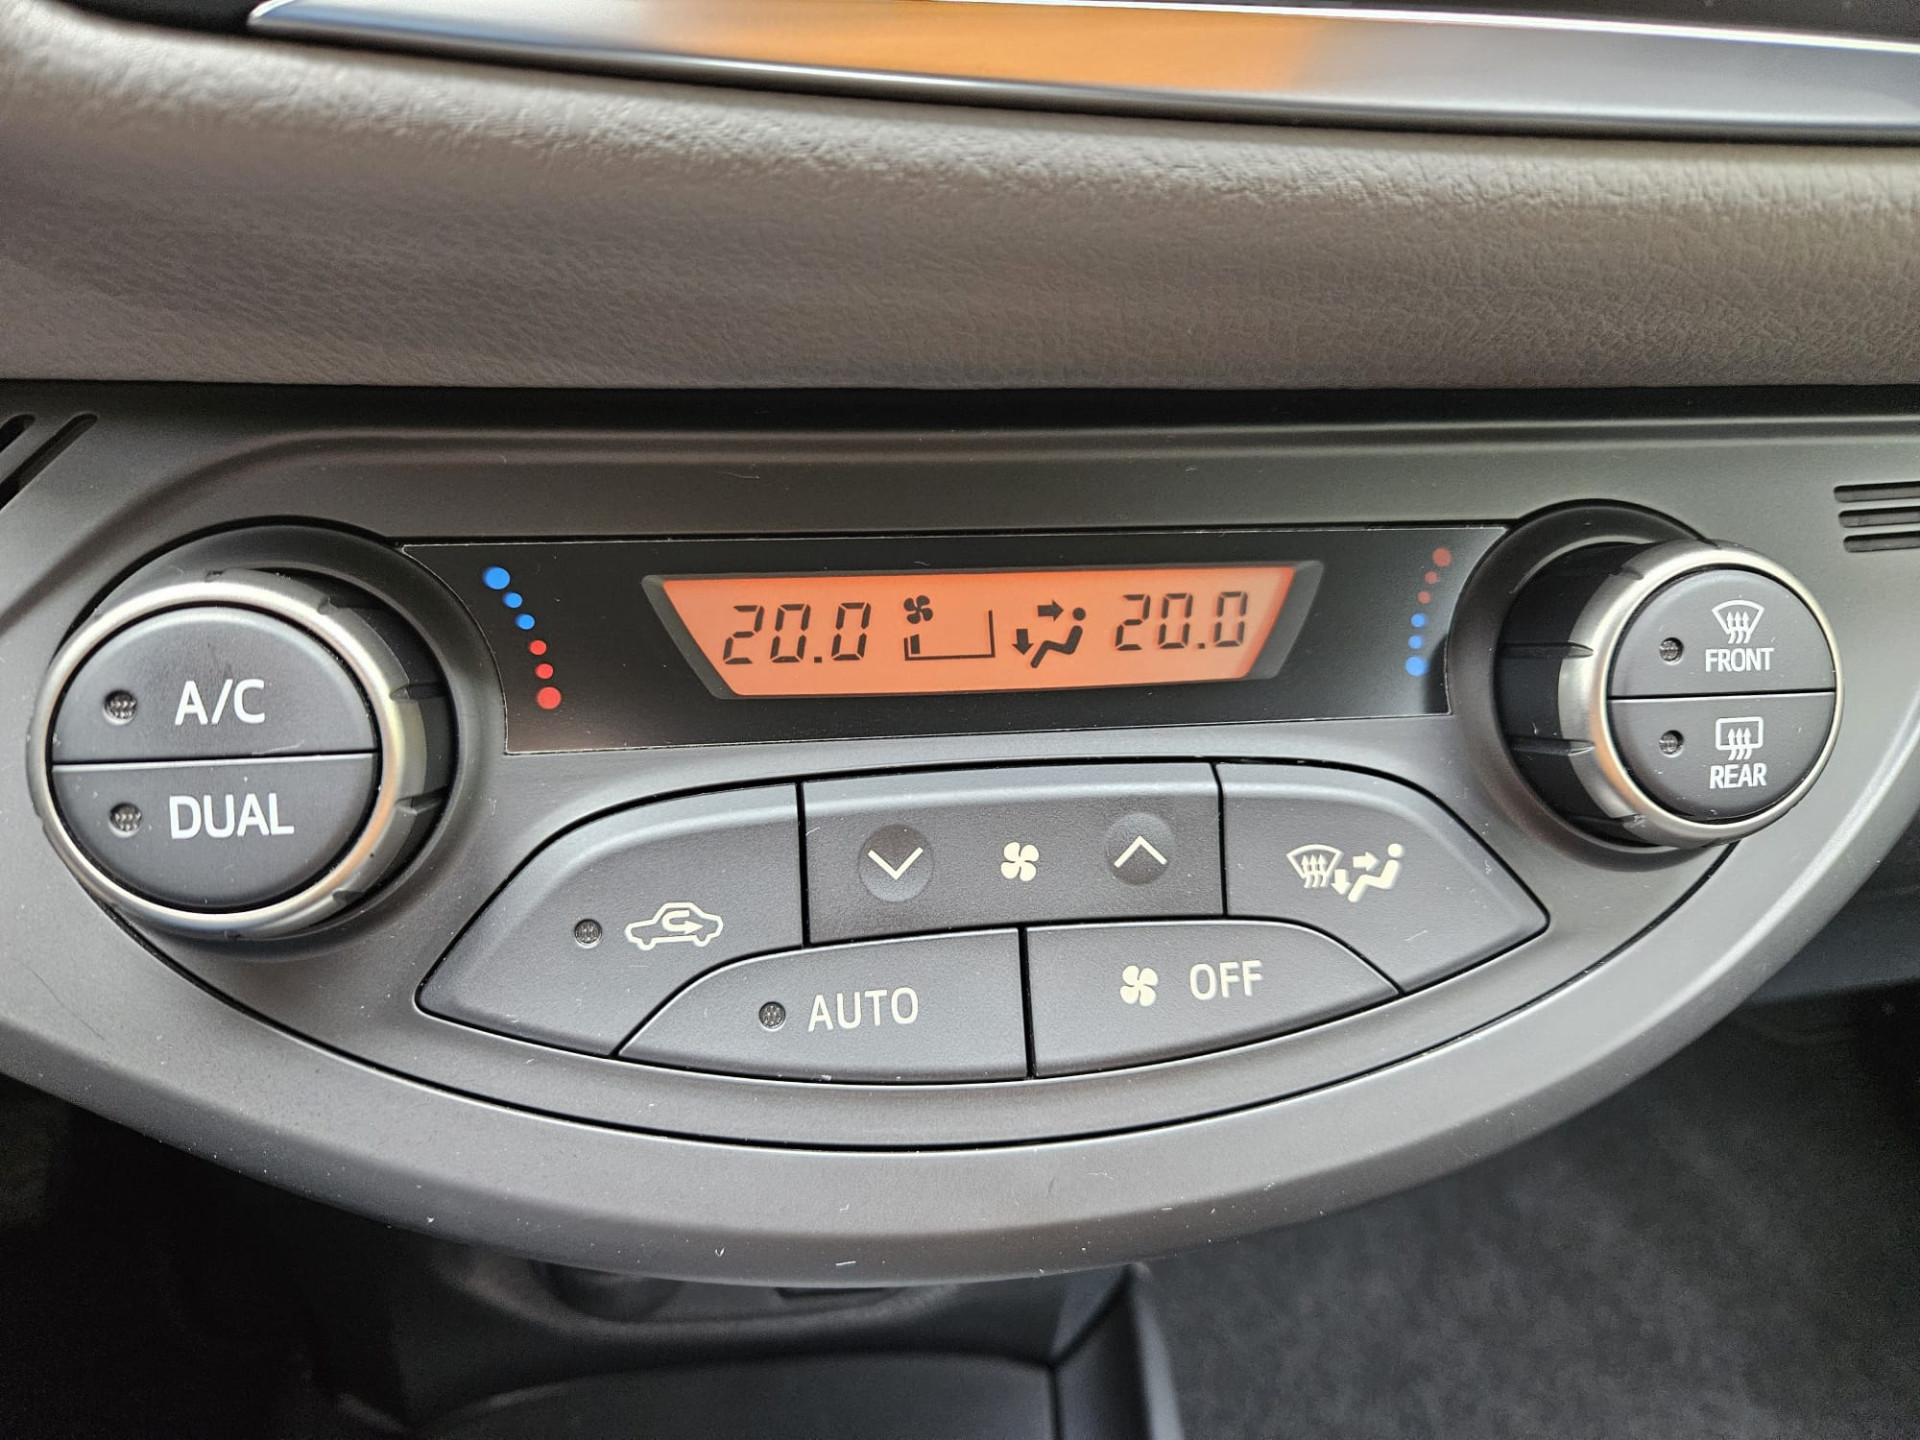 20.0 20.0
A/C
DUAL
FRONT
REAR
AUTO
OFF